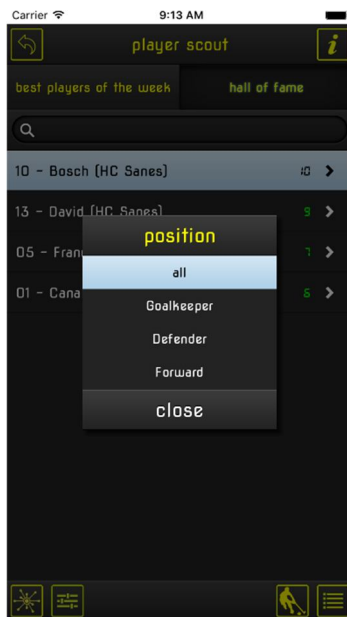 Carrier 9:13 AM
player scout i
best players of the week hall of fame
10 - Bosch (HC Sanes) 10
13 - David (HC Sanes) 9
position
05 - Fran 7
all
01 - Cana 6
Goalkeeper
Defender
Forward
close